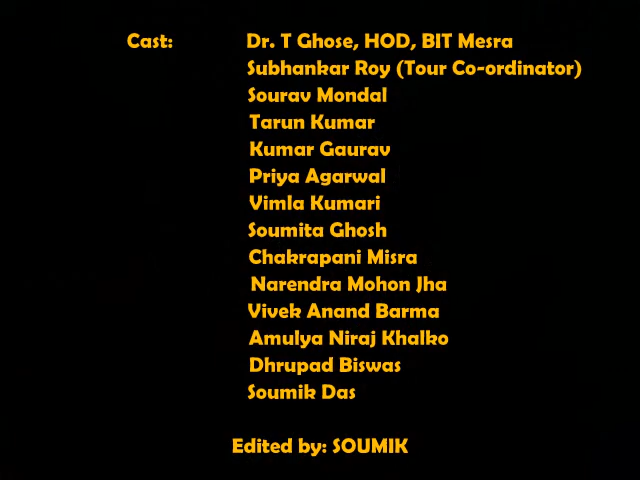 Cast: Dr. T Ghose, HOD, BIT Mesra
Subhankar Roy (Tour Co-ordinator)
Sourav Mondal
Tarun Kumar
Kumar Gaurav
Priya Agarwal
Vimla Kumari
Soumita Ghosh
Chakrapani Misra
Narendra Mohon Jha
Vivek Anand Barma
Amulya Niraj Khalko
Dhrupad Biswas
Soumik Das
Edited by: SOUMIK